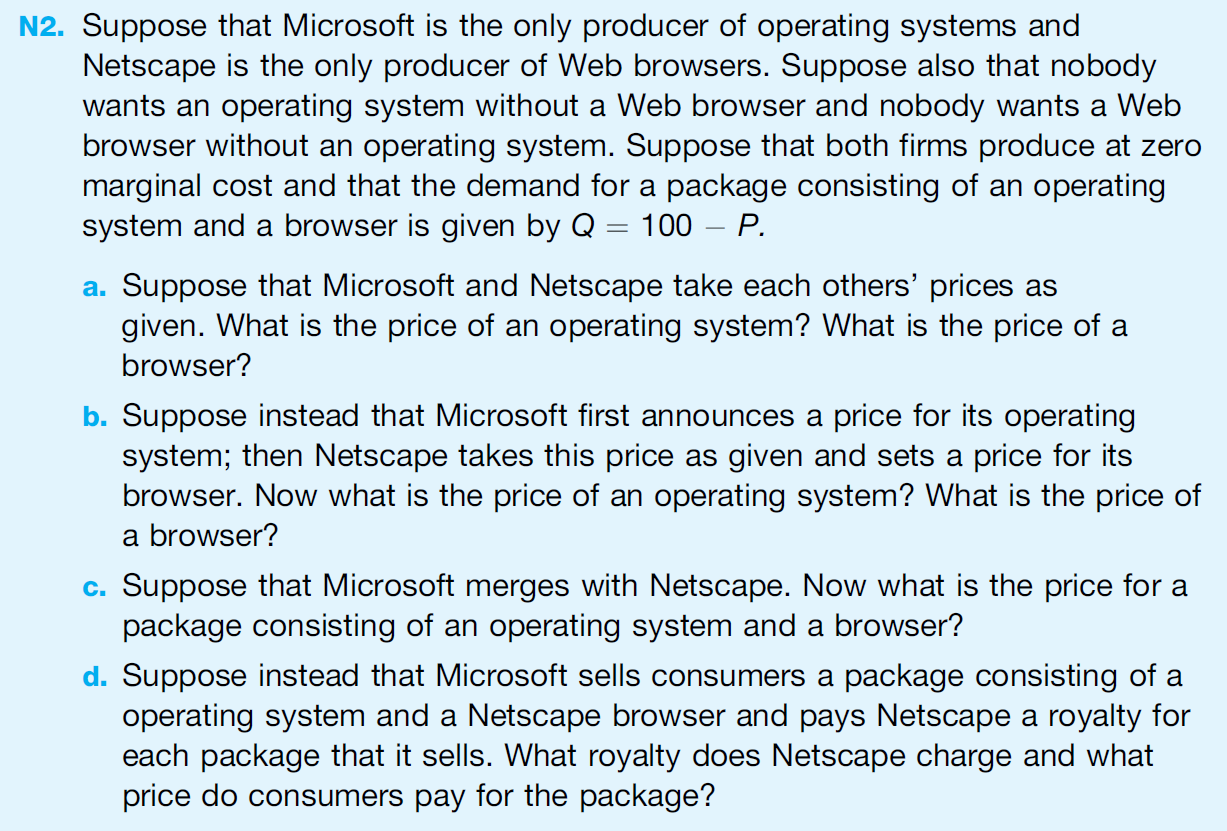 N2. Suppose that Microsoft is the only producer of operating systems and
Netscape is the only producer of Web browsers. Suppose also that nobody
wants an operating system without a Web browser and nobody wants a Web
browser without an operating system. Suppose that both firms produce at zero
marginal cost and that the demand for a package consisting of an operating
system and a browser is given by Q = 100 − P.
a. Suppose that Microsoft and Netscape take each others’ prices as
given. What is the price of an operating system? What is the price of a
browser?
b. Suppose instead that Microsoft first announces a price for its operating
system; then Netscape takes this price as given and sets a price for its
browser. Now what is the price of an operating system? What is the price of
a browser?
c. Suppose that Microsoft merges with Netscape. Now what is the price for a
package consisting of an operating system and a browser?
d. Suppose instead that Microsoft sells consumers a package consisting of a
operating system and a Netscape browser and pays Netscape a royalty for
each package that it sells. What royalty does Netscape charge and what
price do consumers pay for the package?